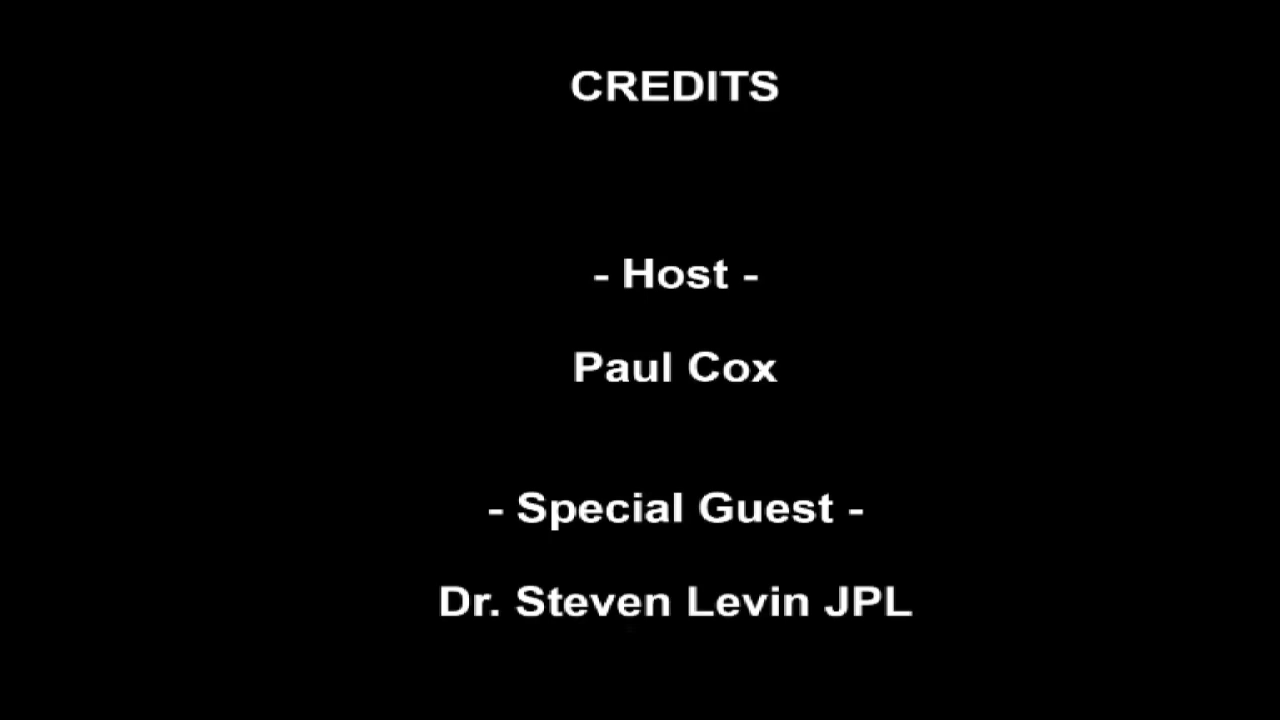 CREDITS
- Host -
Paul Cox
- Special Guest -
Dr. Steven Levin JPL